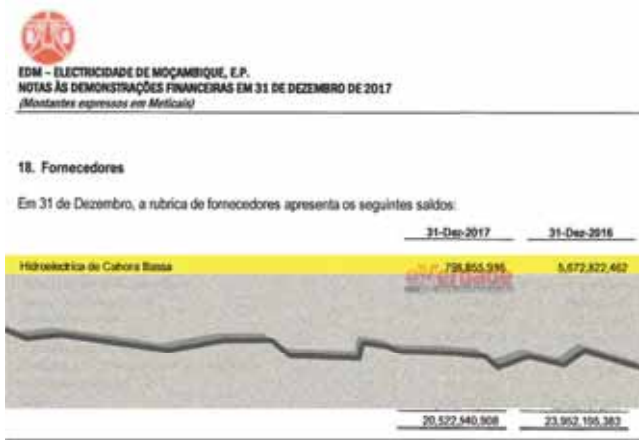 EDM – ELECTRICIDADE DE MOÇAMBIQUE, E.P.
NOTAS ÀS DEMONSTRAÇÕES FINANCEIRAS EM 31 DE DEZEMBRO DE 2017
(Montantes expressos em Meticais)
18. Fornecedores
Em 31 de Dezembro, a rubrica de fornecedores apresenta os seguintes saldos:
31-Dez-2017 31-Dez-2016
Hidroelectrica de Cahora Bassa 5,672,822,462
@Verdade
20,522,540,908 23,952,195,383